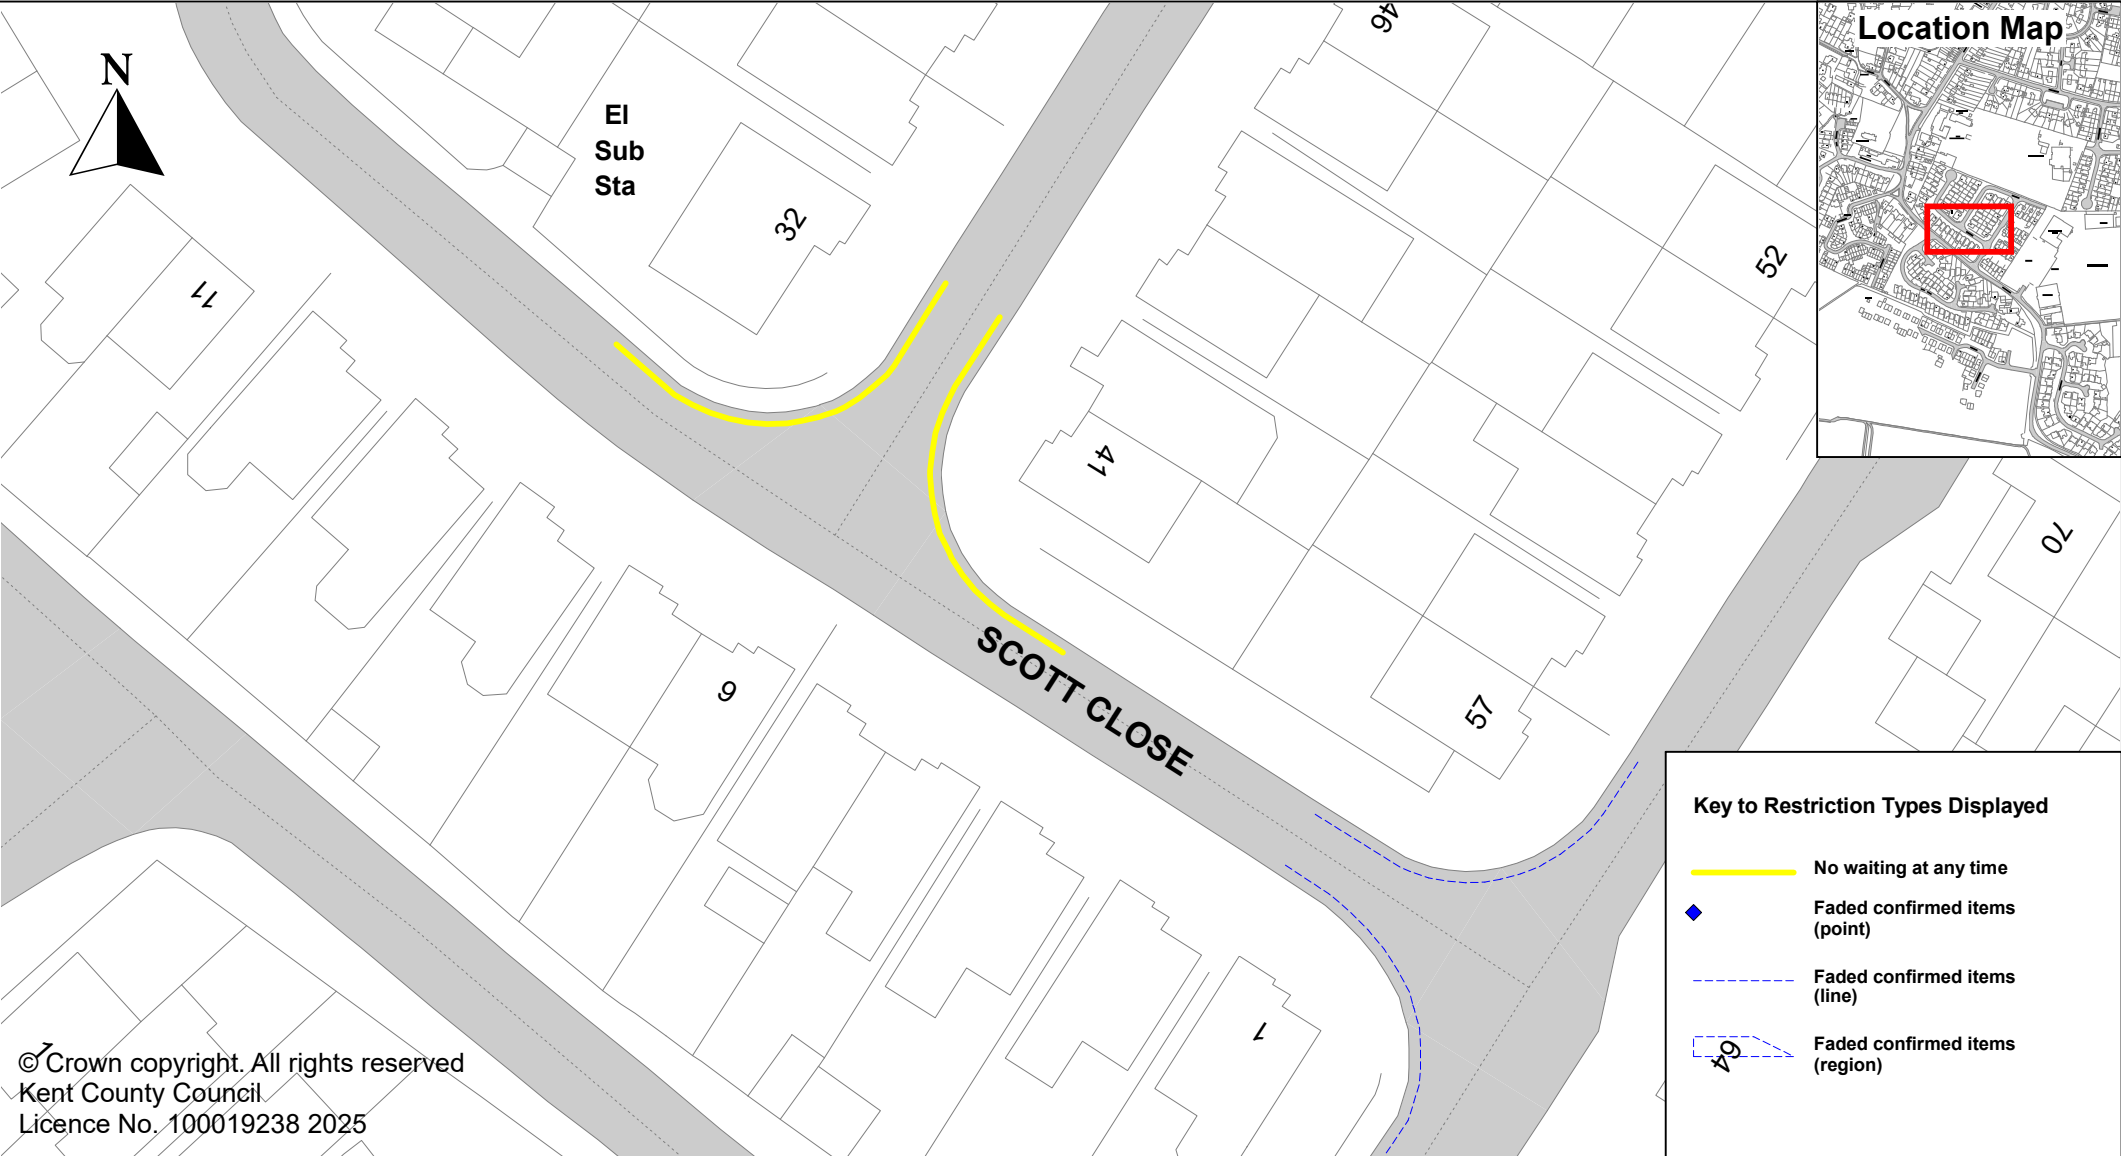 Location Map
N
El
Sub
Sta
46
32
11
52
41
70
SCOTT CLOSE
9
57
1
Key to Restriction Types Displayed
No waiting at any time
Faded confirmed items
(point)
Faded confirmed items
(line)
Faded confirmed items
(region)
64
1
© Crown copyright. All rights reserved
Kent County Council
Licence No. 100019238 2025